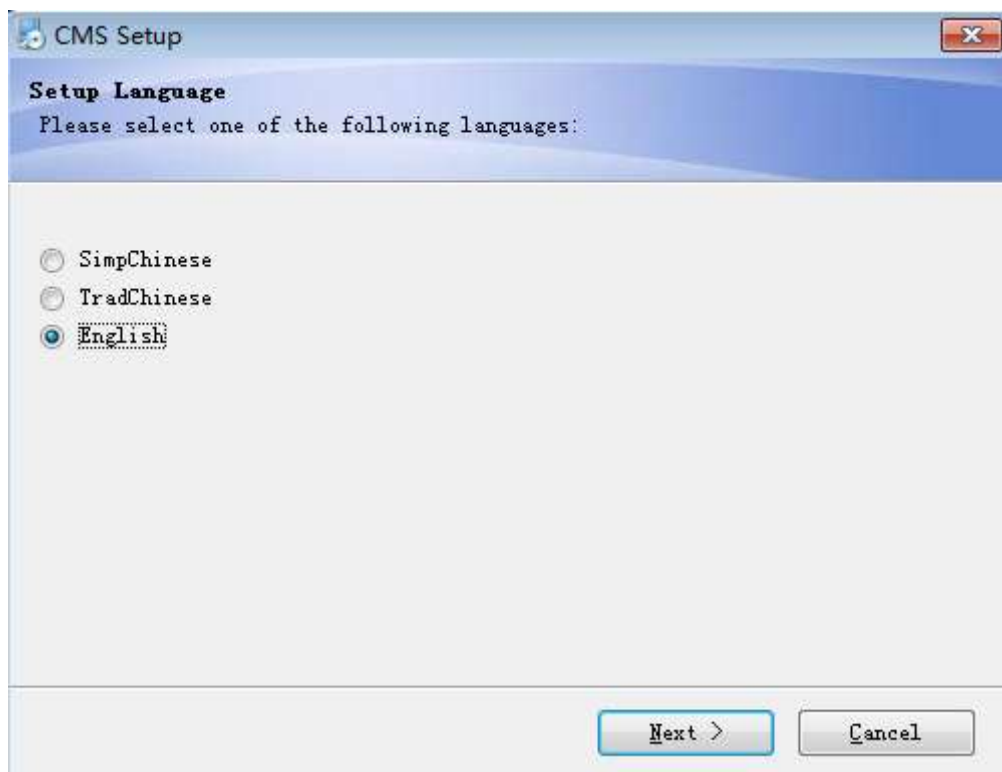 CMS Setup
Setup Language
Please select one of the following languages:
SimpChinese
TradChinese
English
Next >
Cancel